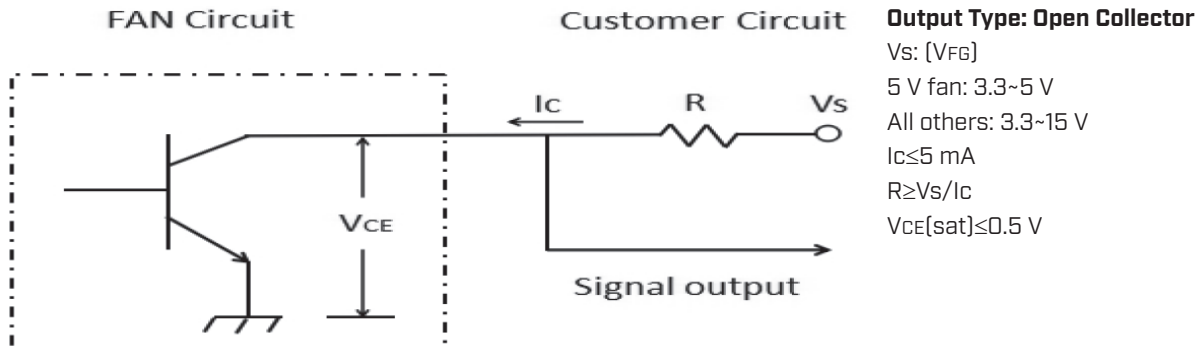 FAN Circuit
Customer Circuit
Ic
R
Vs
VCE
Signal output
Output Type: Open Collector
Vs: (VFG)
5 V fan: 3.3~5 V
All others: 3.3~15 V
Ic≤5 mA
R≥Vs/Ic
VCE(sat)≤0.5 V